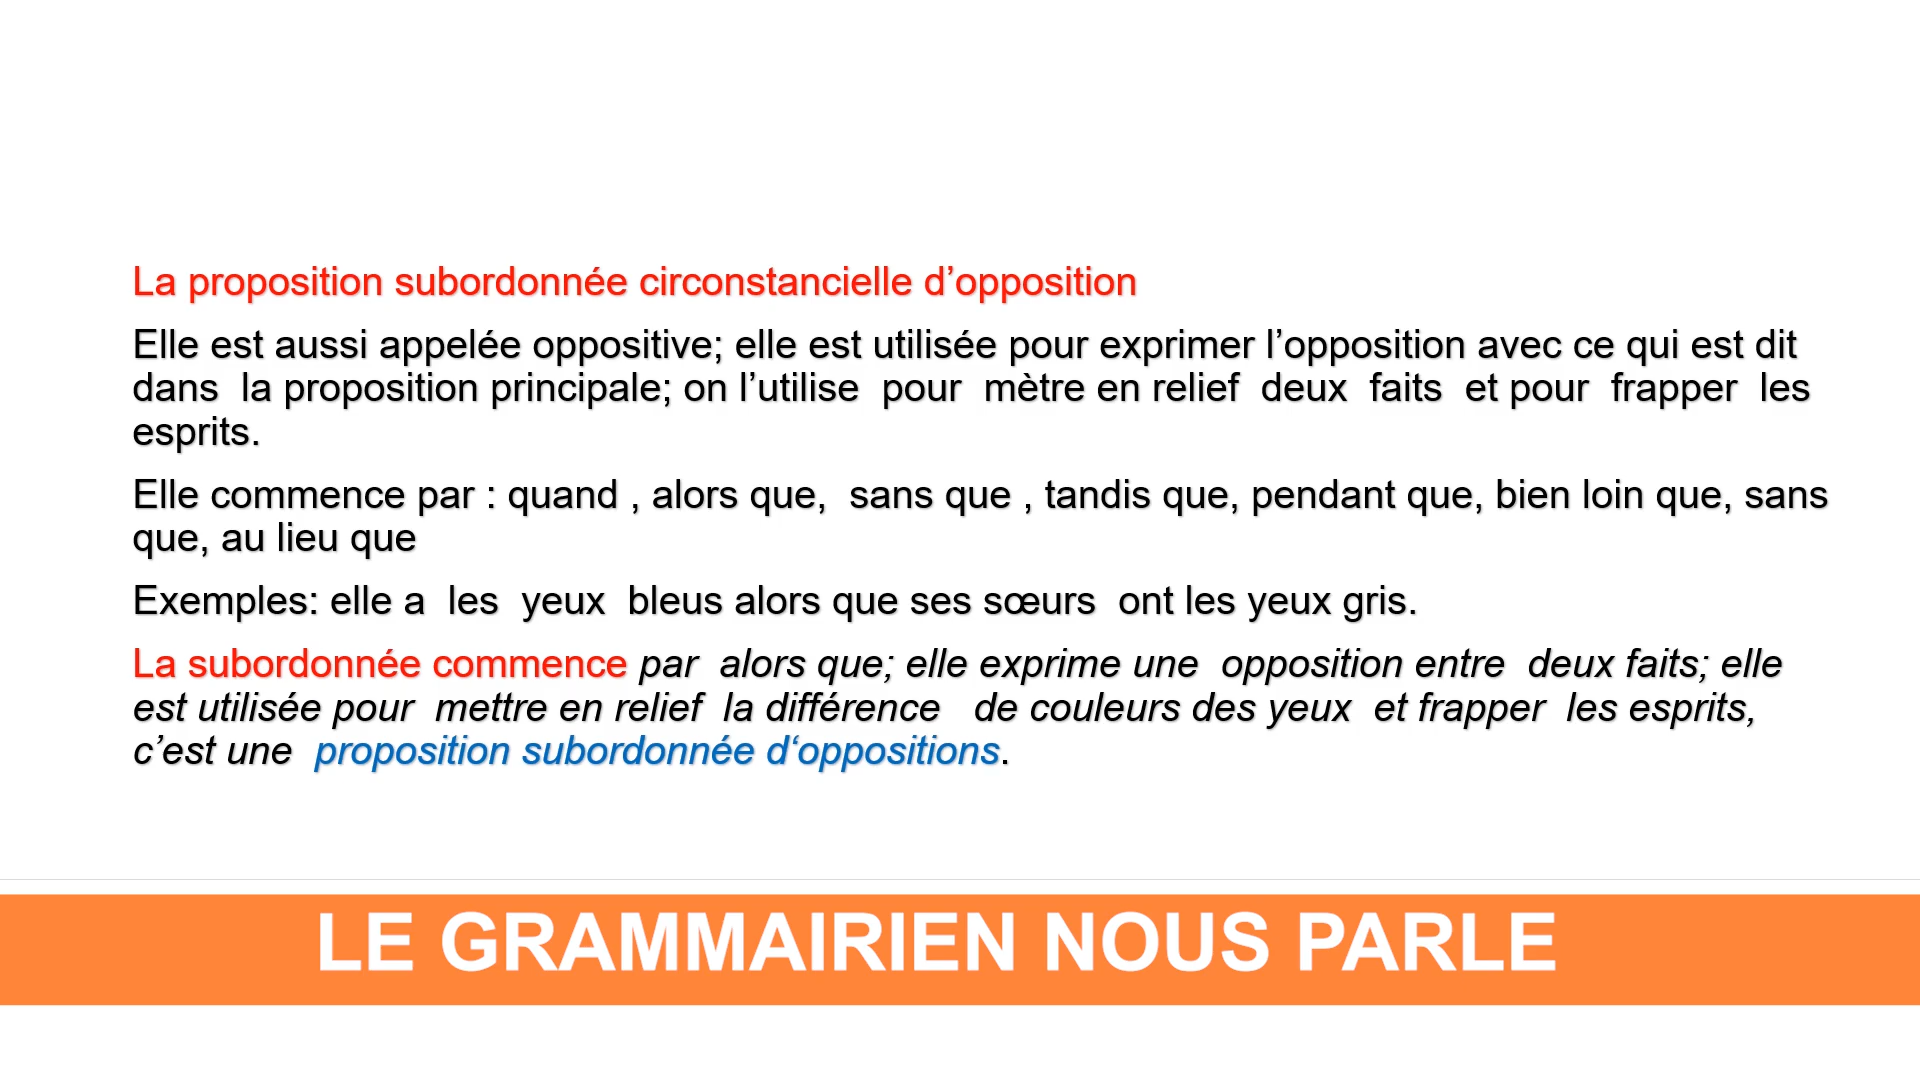 La proposition subordonnée circonstancielle d’opposition
Elle est aussi appelée oppositive; elle est utilisée pour exprimer l’opposition avec ce qui est dit
dans la proposition principale; on l’utilise pour mètre en relief deux faits et pour frapper les
esprits.
Elle commence par : quand , alors que, sans que , tandis que, pendant que, bien loin que, sans
que, au lieu que
Exemples: elle a les yeux bleus alors que ses sœurs ont les yeux gris.
La subordonnée commence par alors que; elle exprime une opposition entre deux faits; elle
est utilisée pour mettre en relief la différence de couleurs des yeux et frapper les esprits,
c’est une proposition subordonnée d‘oppositions.
LE GRAMMAIRIEN NOUS PARLE